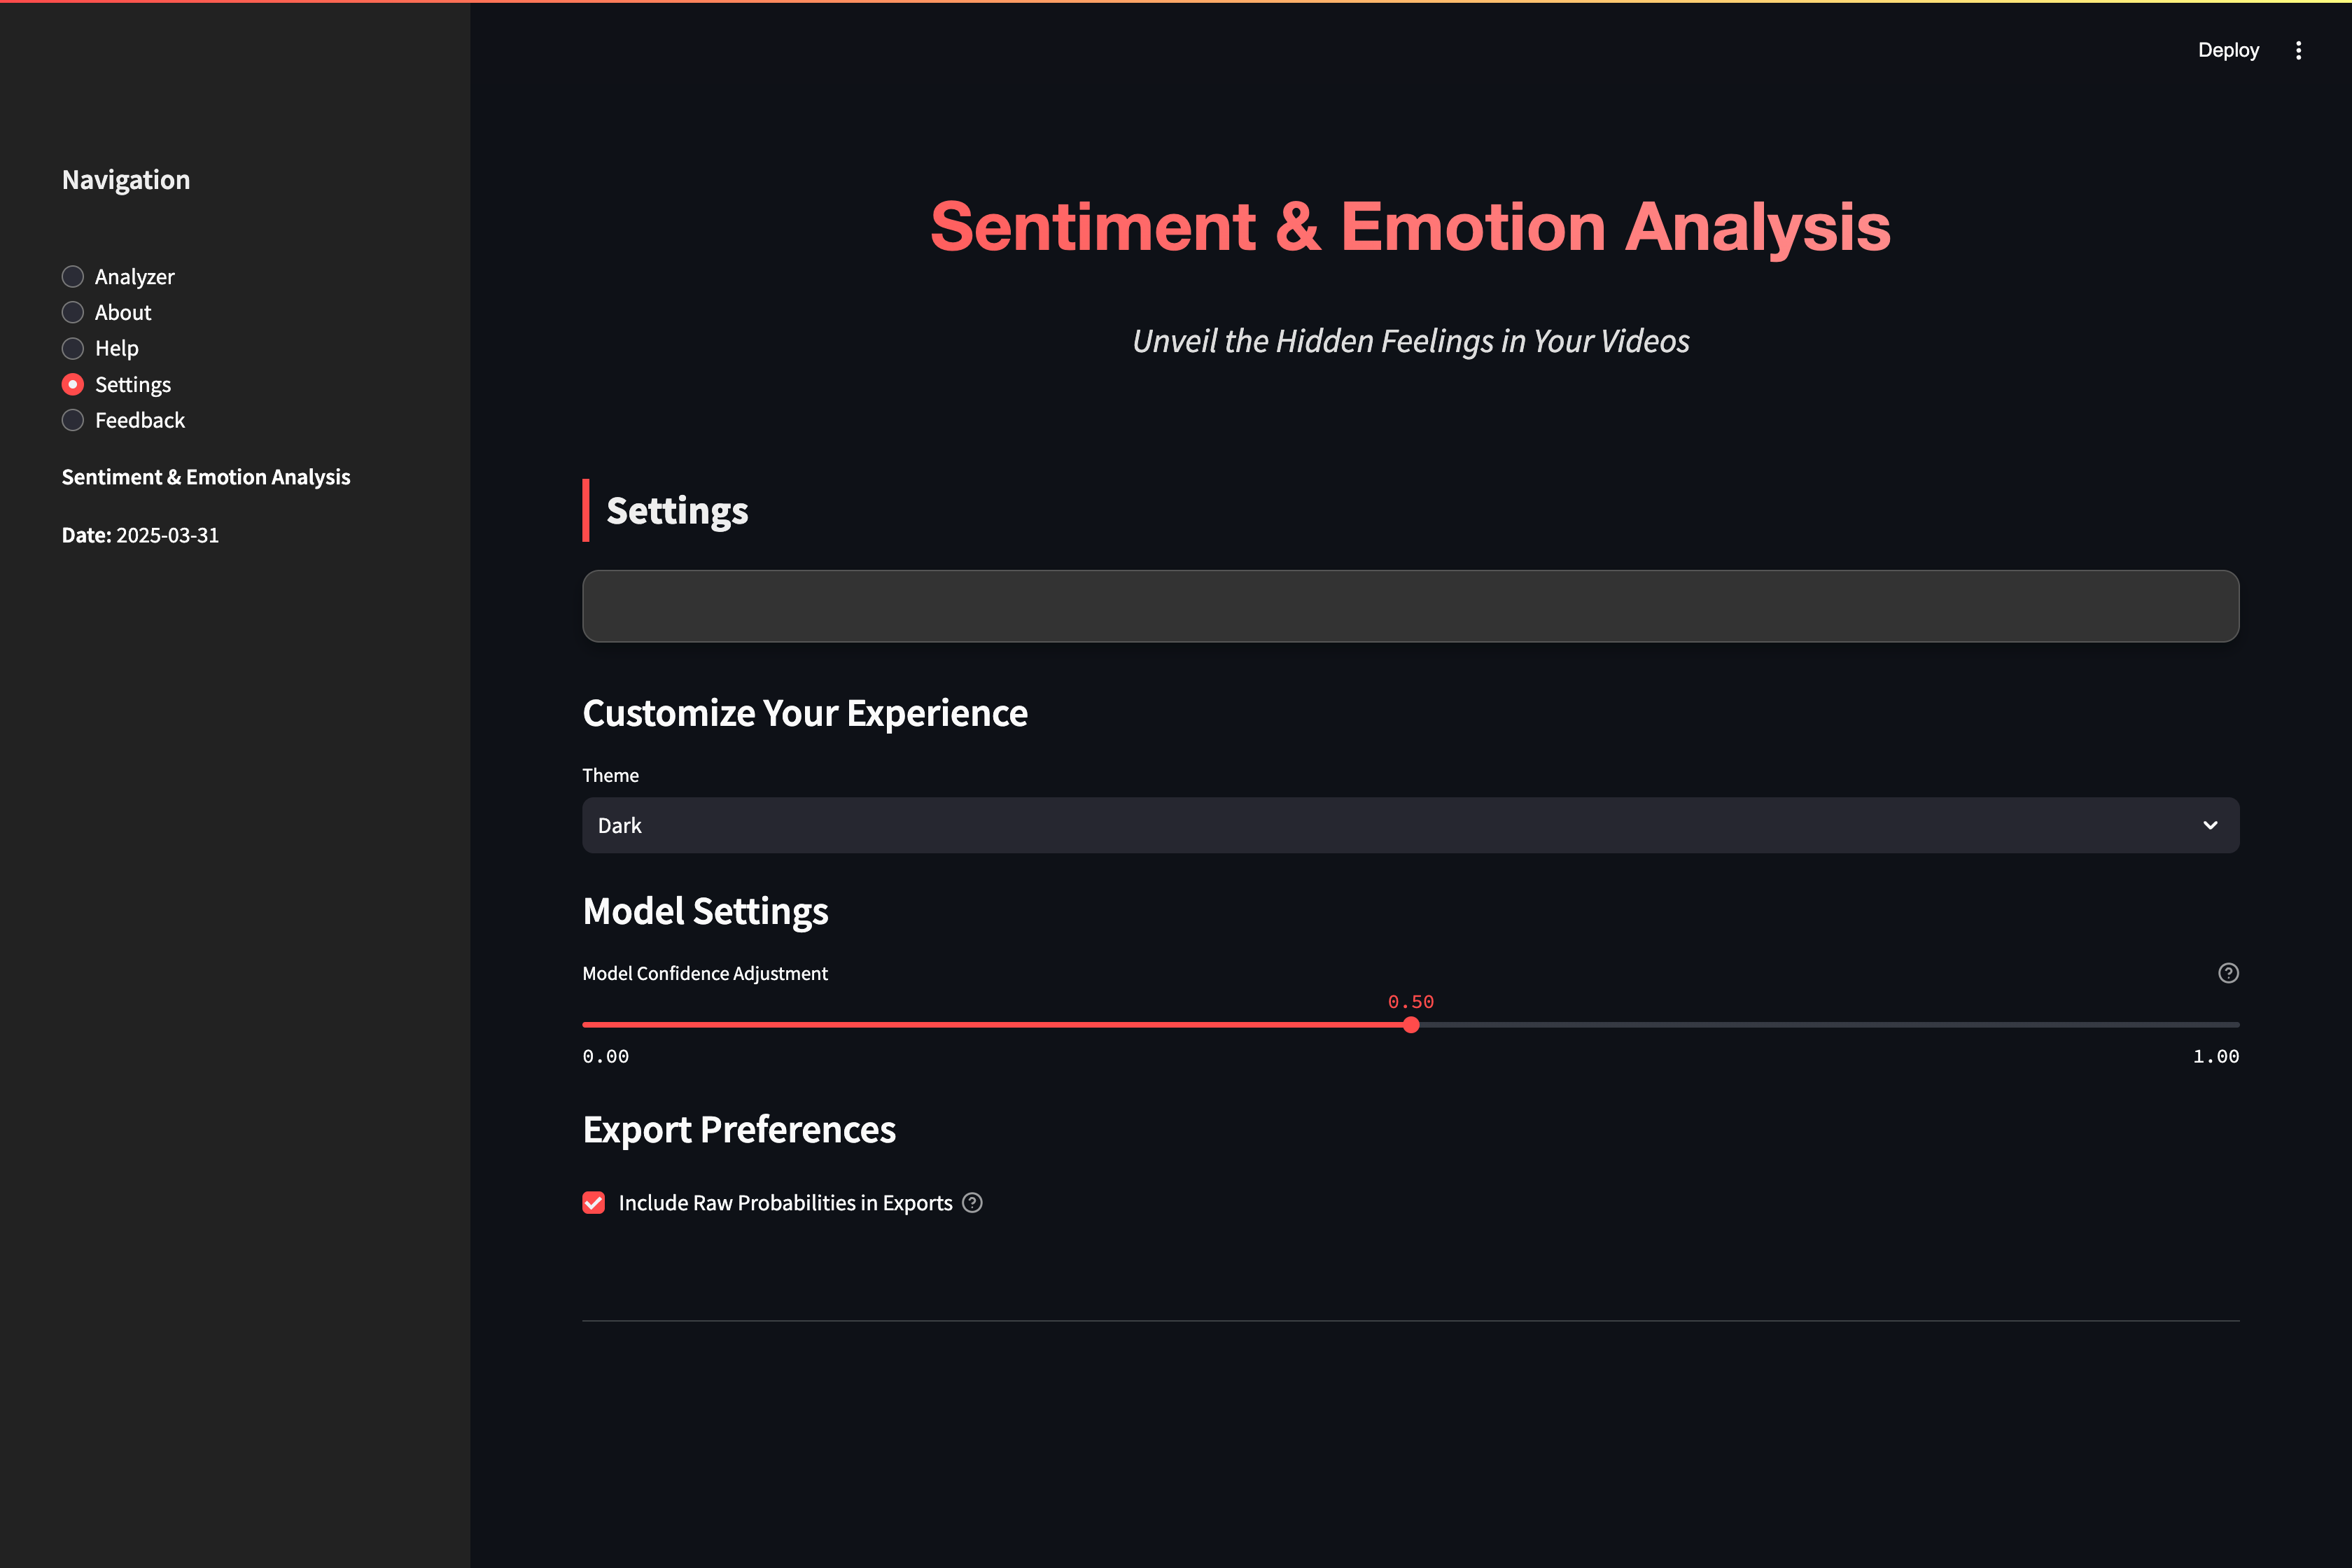 Deploy
Navigation
Analyzer
About
Help
Settings
Feedback
Sentiment & Emotion Analysis
Date: 2025-03-31
Sentiment & Emotion Analysis
Unveil the Hidden Feelings in Your Videos
Settings
Customize Your Experience
Theme
Dark
Model Settings
Model Confidence Adjustment
0.50
0.00 1.00
Export Preferences
Include Raw Probabilities in Exports